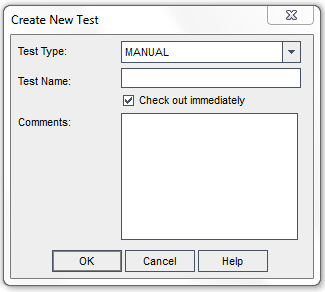 Create New Test
Test Type: MANUAL
Test Name:
Check out immediately
Comments:
OK Cancel Help